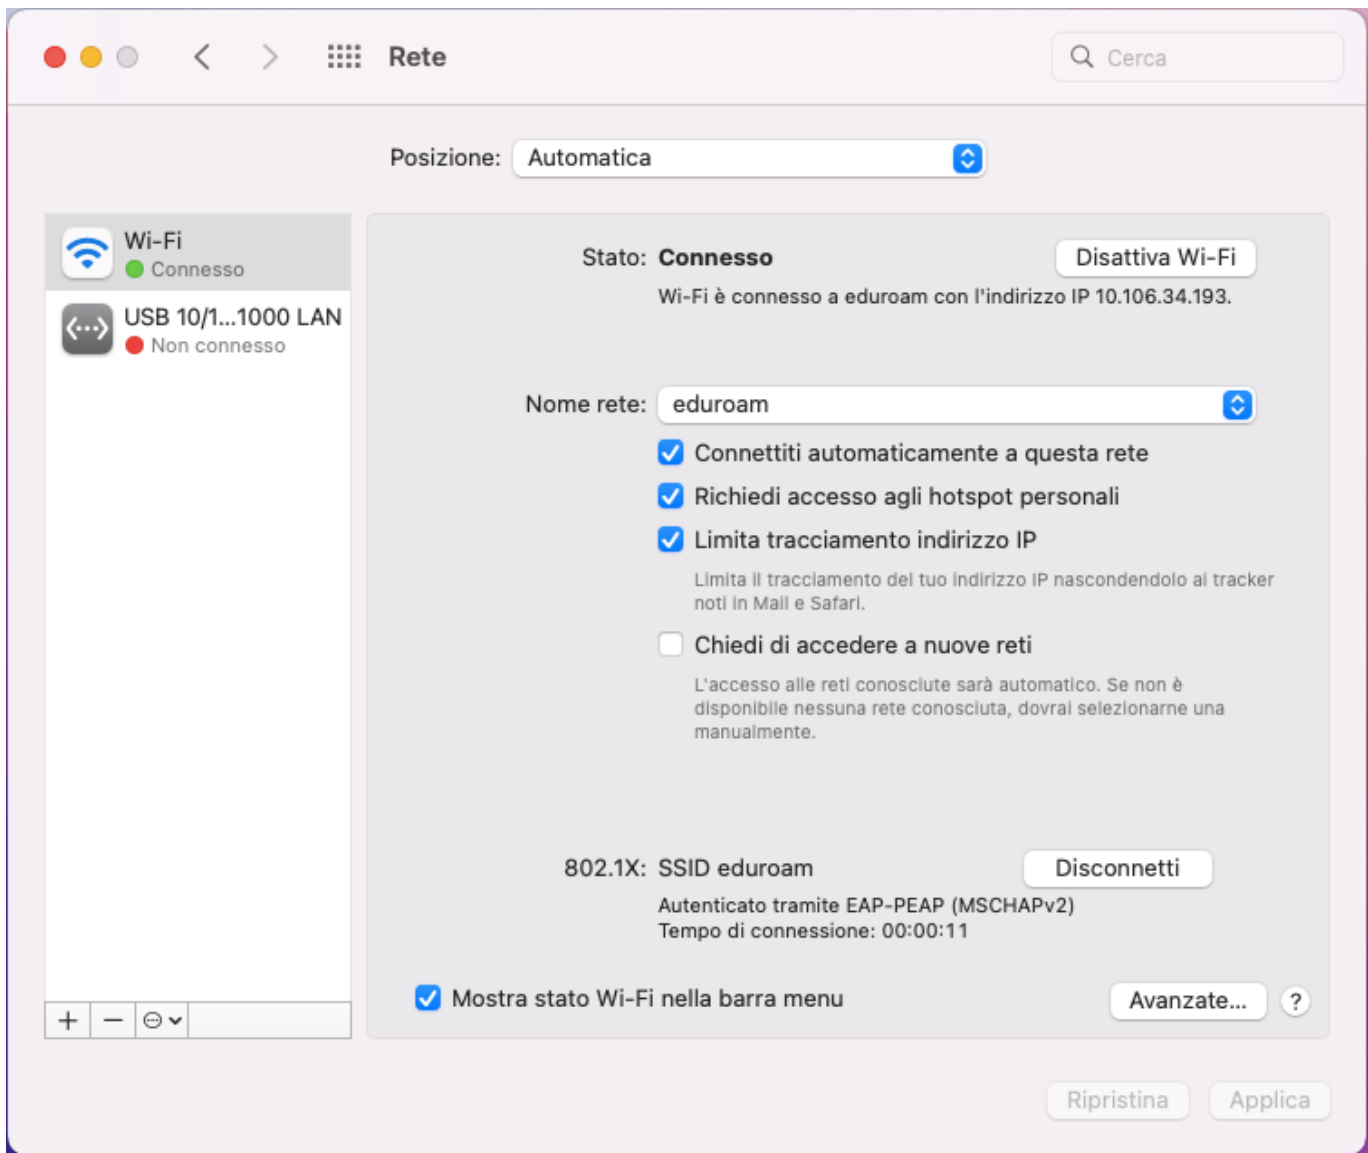 Rete
Cerca
Posizione: Automatica
Wi-Fi
Connesso
USB 10/1...1000 LAN
Non connesso
Stato: Connesso
Disattiva Wi-Fi
Wi-Fi è connesso a eduroam con l'indirizzo IP 10.106.34.193.
Nome rete: eduroam
Connettiti automaticamente a questa rete
Richiedi accesso agli hotspot personali
Limita tracciamento indirizzo IP
Limita il tracciamento del tuo indirizzo IP nascondendolo ai tracker
noti in Mail e Safari.
Chiedi di accedere a nuove reti
L'accesso alle reti conosciute sarà automatico. Se non è
disponibile nessuna rete conosciuta, dovrai selezionarne una
manualmente.
802.1X: SSID eduroam
Disconnetti
Autenticato tramite EAP-PEAP (MSCHAPv2)
Tempo di connessione: 00:00:11
Mostra stato Wi-Fi nella barra menu
Avanzate...
?
Ripristina
Applica